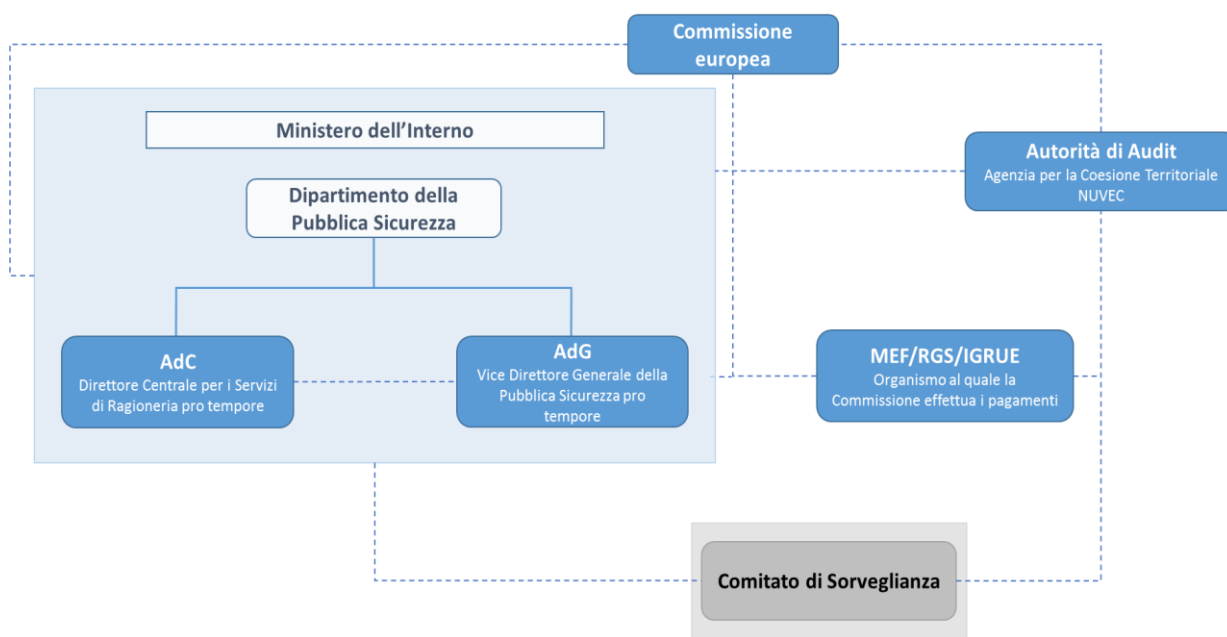 Commissione
europea
Ministero dell’Interno
Autorità di Audit
Agenzia per la Coesione Territoriale
NUVEC
Dipartimento della
Pubblica Sicurezza
AdC
Direttore Centrale per i Servizi
di Ragioneria pro tempore
AdG
Vice Direttore Generale della
Pubblica Sicurezza pro
tempore
MEF/RGS/IGRUE
Organismo al quale la
Commissione effettua i pagamenti
Comitato di Sorveglianza